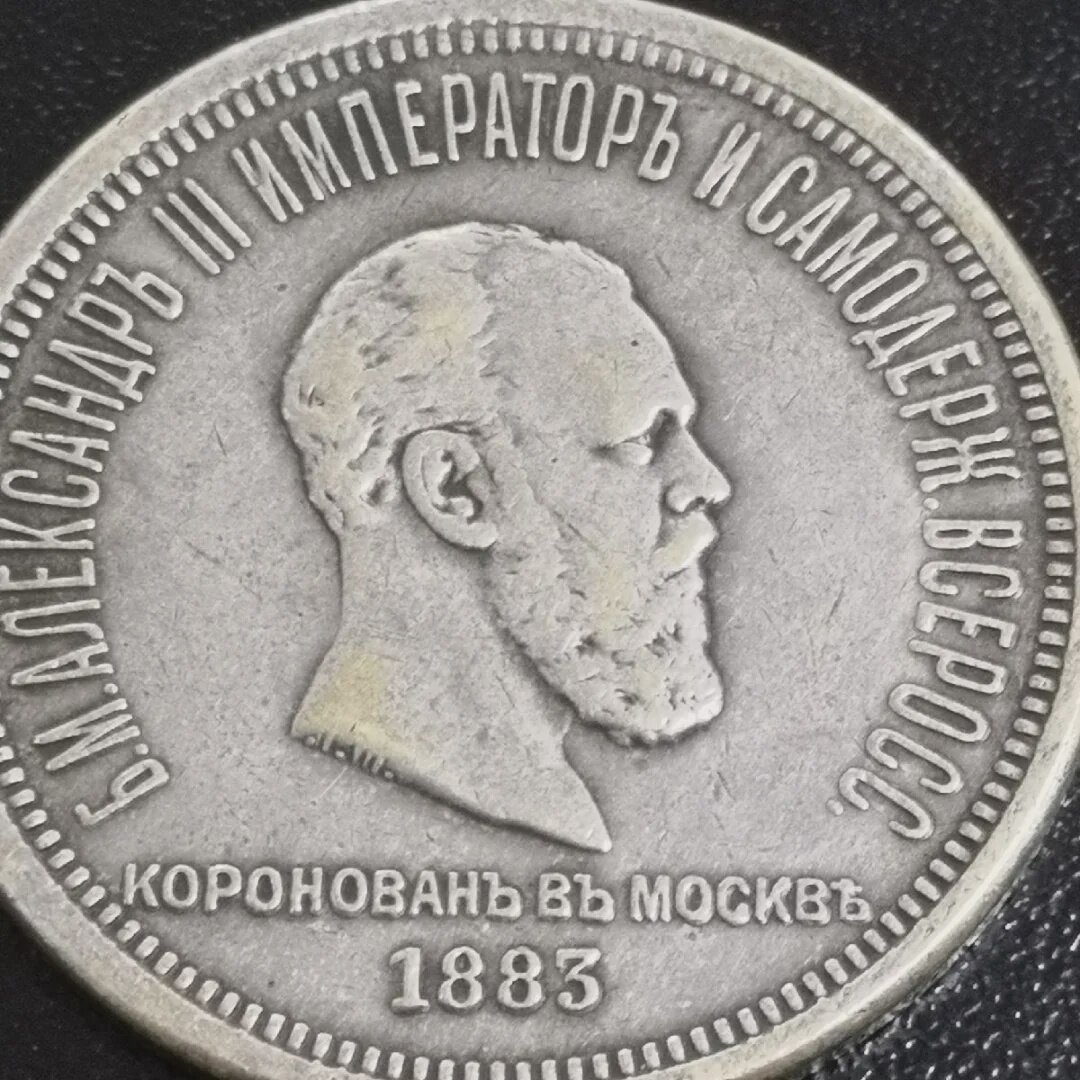 Б.М.АЛЕКСАНДРЪ III ИМПЕРАТОРЪ И САМОДЕРЖ.ВСЕРОСС.
КОРОНОВАНЪ ВЪ МОСКВѢ
1883